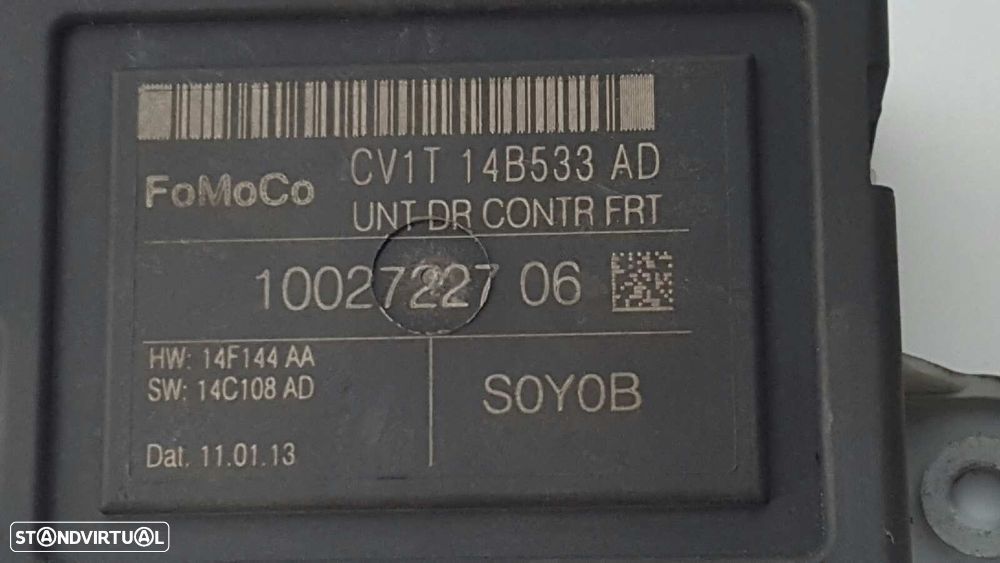 CV1T 14B533 AD
FoMoCo
UNT DR CONTR FRT
10027227 06
HW: 14F144 AA
SW: 14C108 AD
S0Y0B
Dat. 11.01.13
STANDVIRTUAL